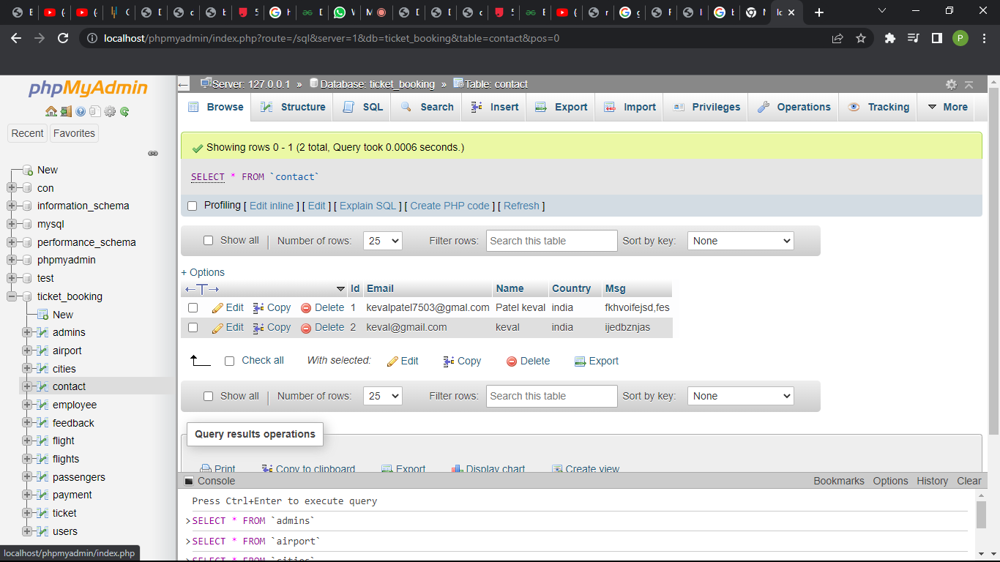 localhost/phpmyadmin/index.php?route=/sql&server=1&db=ticket_booking&table=contact&pos=0
P
phpMyAdmin
Recent Favorites
New
con
information_schema
mysql
performance_schema
phpmyadmin
test
ticket_booking
New
admins
airport
cities
contact
employee
feedback
flight
flights
passengers
payment
ticket
users
localhost/phpmyadmin/index.php
Server: 127.0.0.1 » Database: ticket_booking » Table: contact
Browse Structure SQL Search Insert Export Import Privileges Operations Tracking More
Showing rows 0 - 1 (2 total, Query took 0.0006 seconds.)
SELECT * FROM `contact`
Profiling [ Edit inline ] [ Edit ] [ Explain SQL ] [ Create PHP code ] [ Refresh ]
Show all Number of rows: 25 Filter rows: Search this table Sort by key: None
+ Options
Id Email Name Country Msg
Edit Copy Delete 1 kevalpatel7503@gmal.com Patel keval india fkhvoifejsd,fes
Edit Copy Delete 2 keval@gmail.com keval india ijedbznjas
Check all With selected: Edit Copy Delete Export
Show all Number of rows: 25 Filter rows: Search this table Sort by key: None
Query results operations
Print Copy to clipboard Export Display chart Create view
Console Bookmarks Options History Clear
Press Ctrl+Enter to execute query
>SELECT * FROM `admins`
>SELECT * FROM `airport`
>SELECT * FROM `cities`